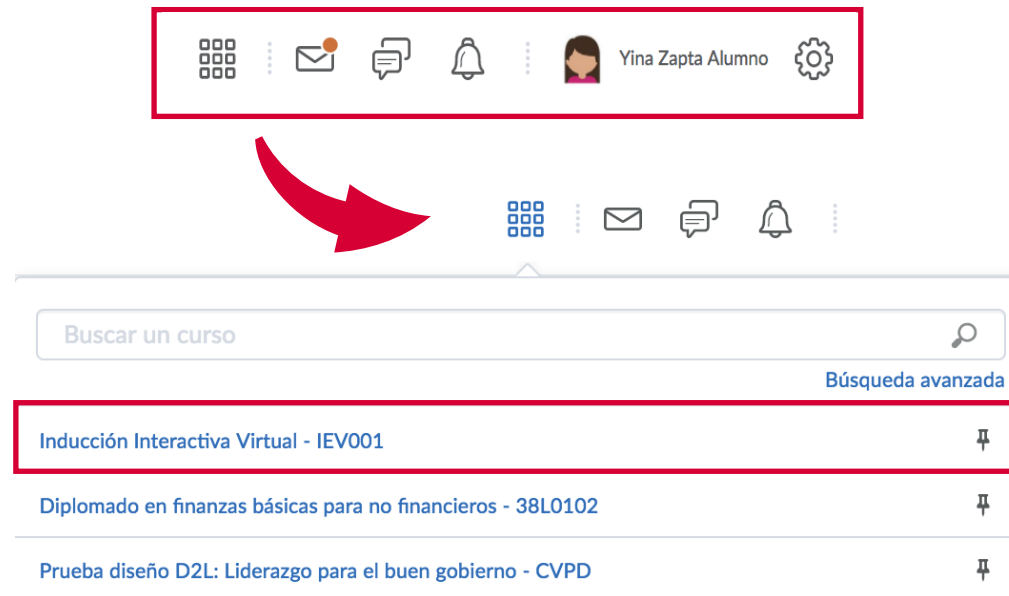 Yina Zapta Alumno
Buscar un curso
Búsqueda avanzada
Inducción Interactiva Virtual - IEV001
Diplomado en finanzas básicas para no financieros - 38L0102
Prueba diseño D2L: Liderazgo para el buen gobierno - CVPD